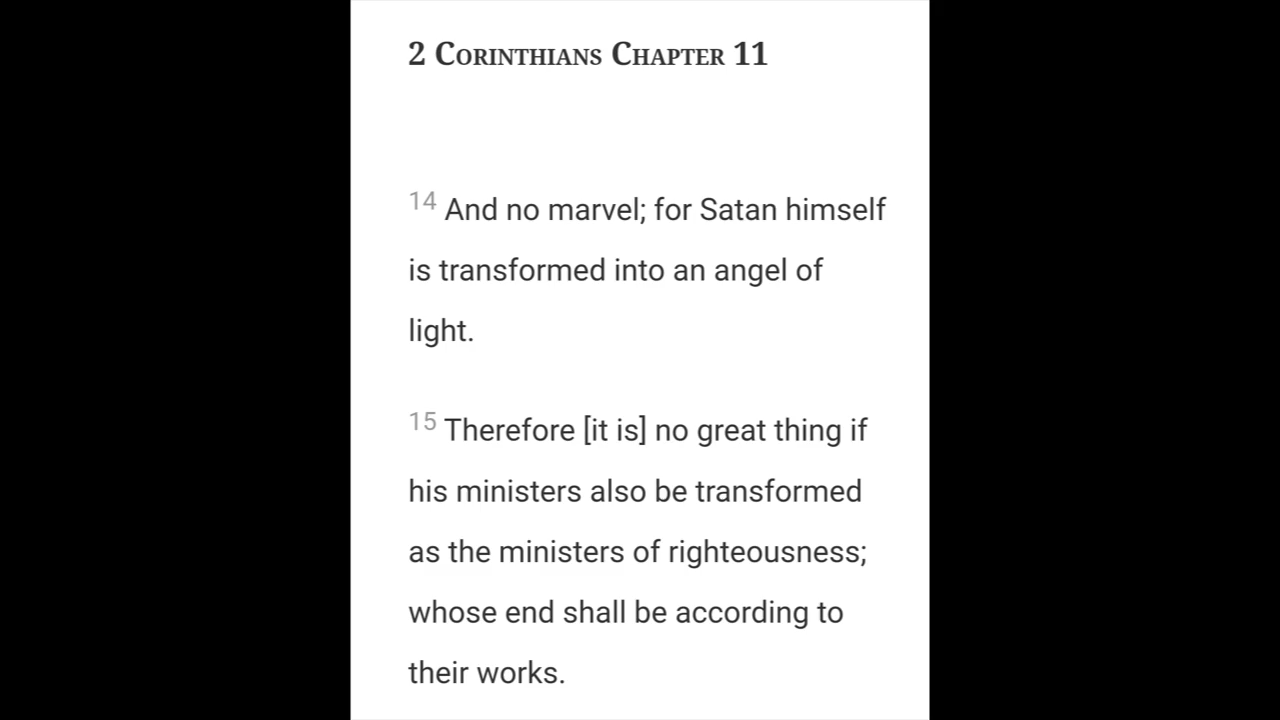 2 Corinthians Chapter 11
14 And no marvel; for Satan himself
is transformed into an angel of
light.
15 Therefore [it is] no great thing if
his ministers also be transformed
as the ministers of righteousness;
whose end shall be according to
their works.